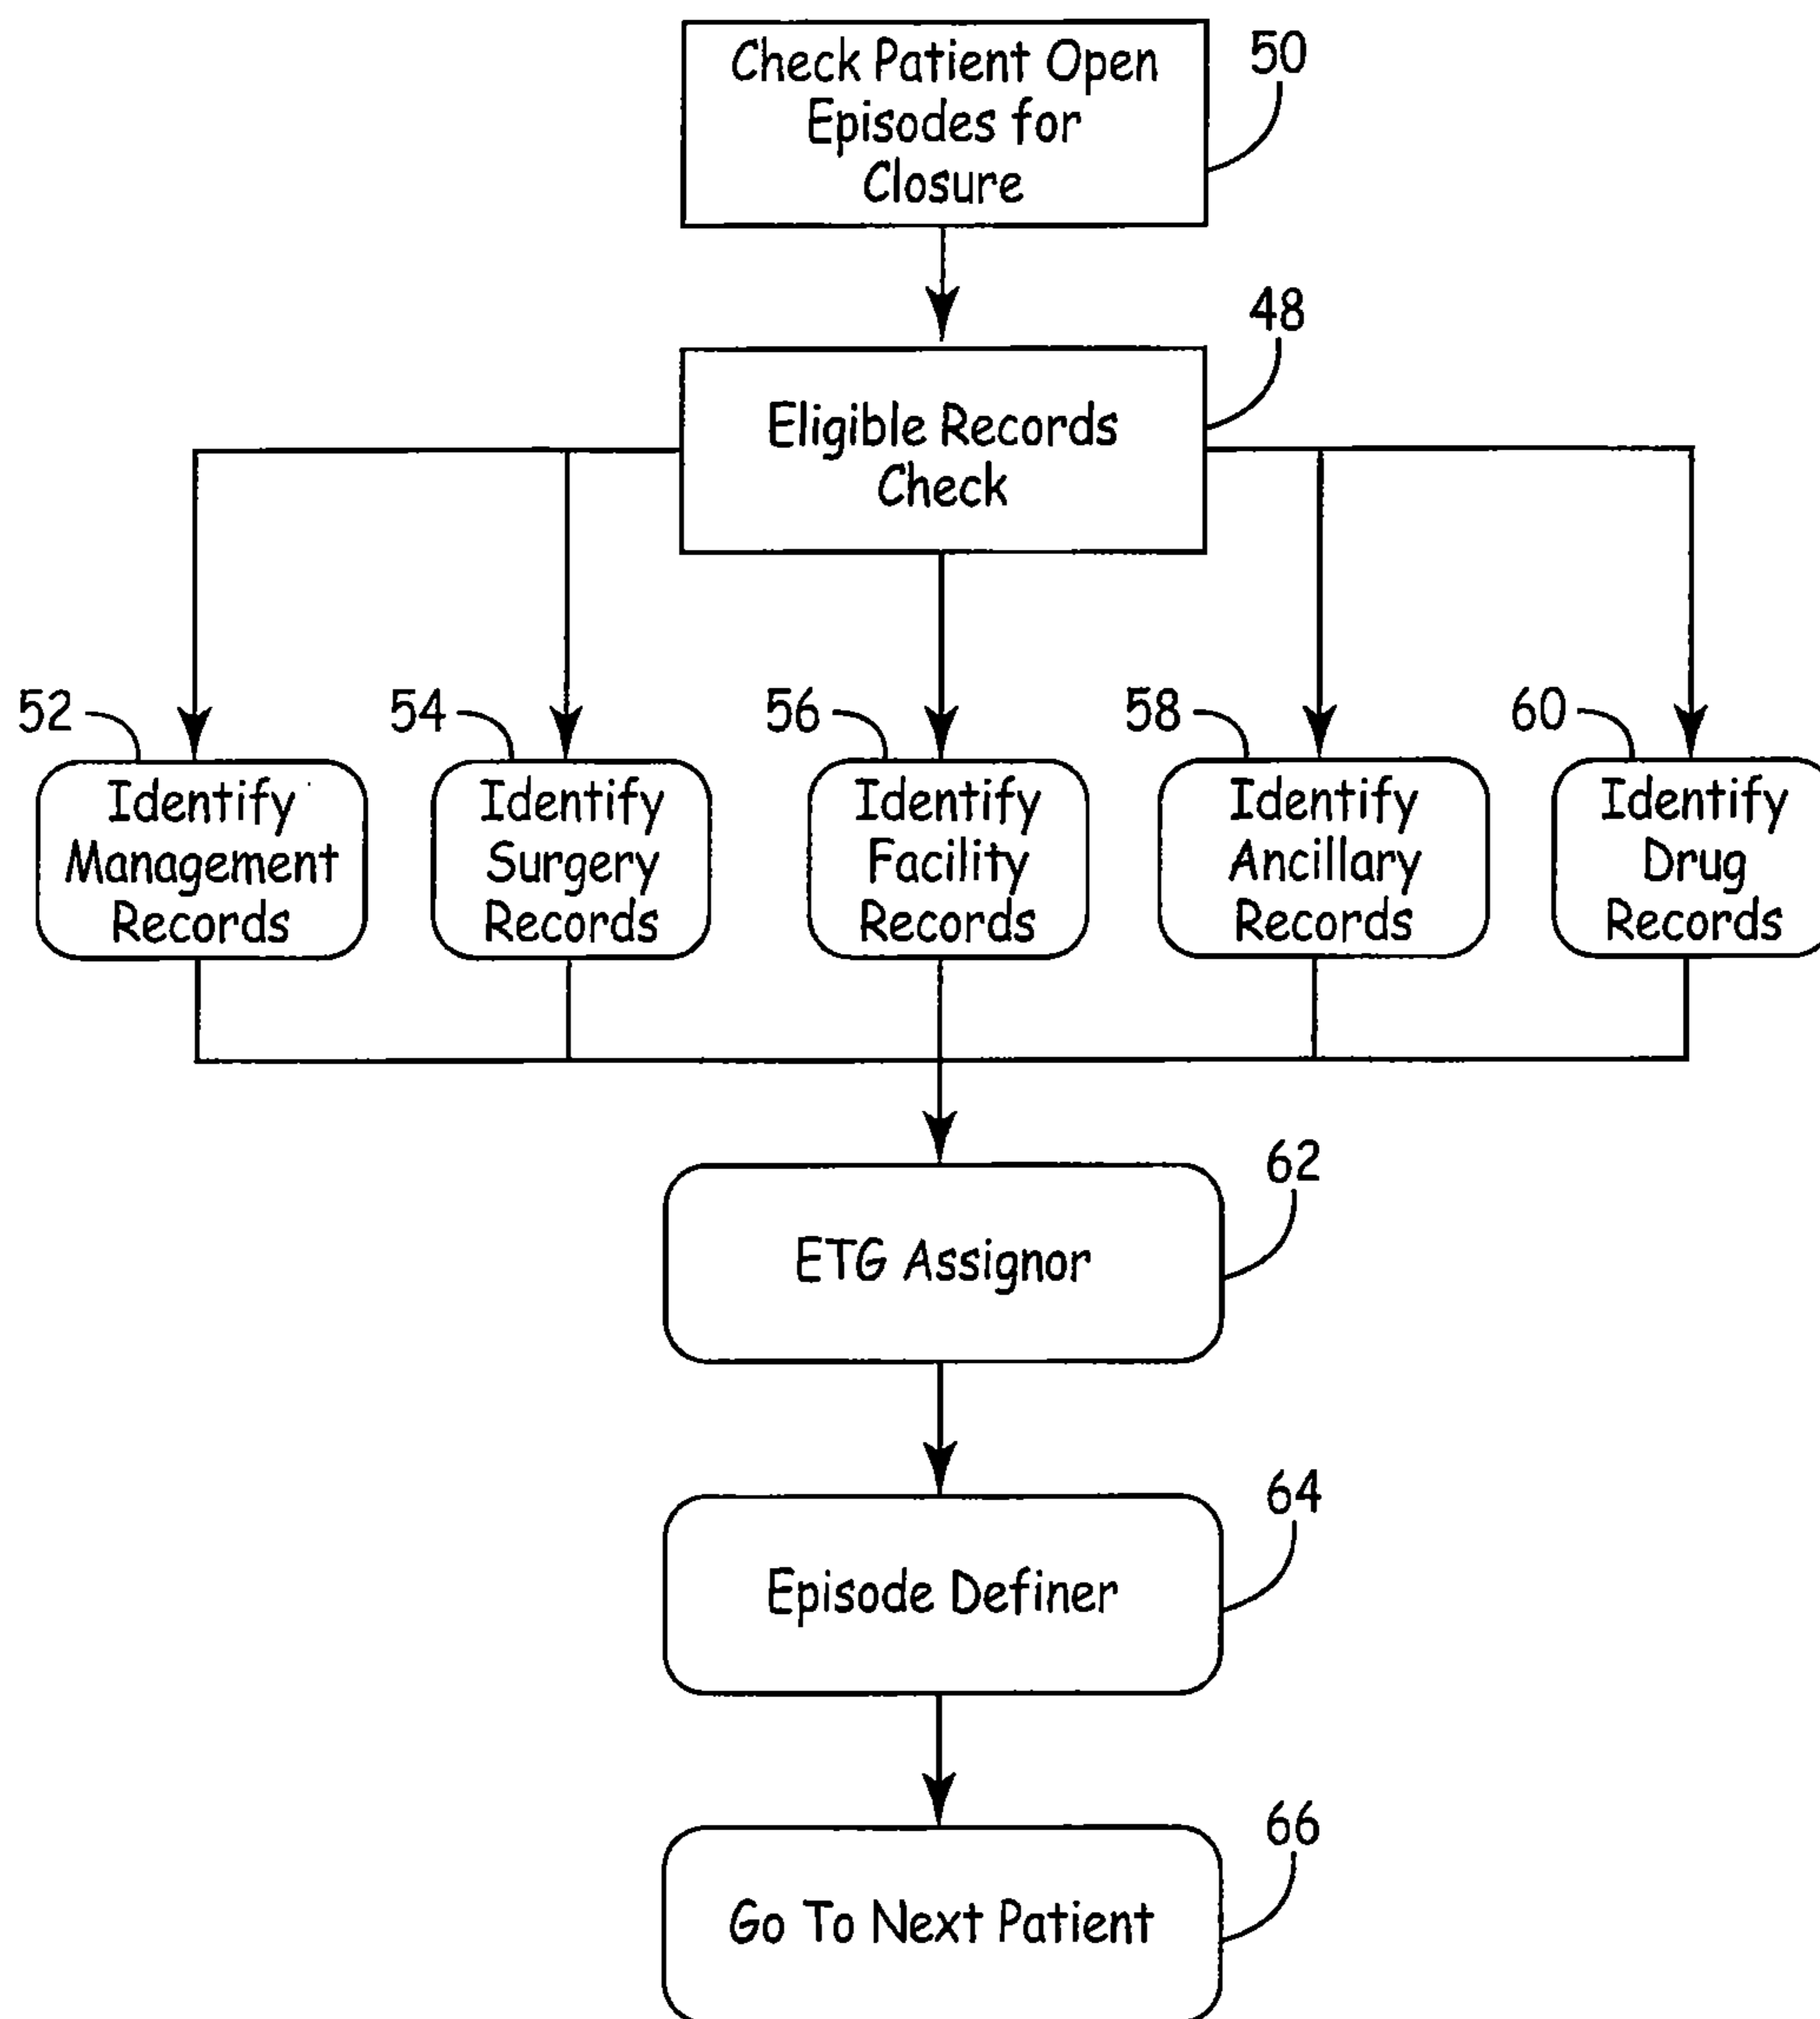 Check Patient Open
Episodes for
Closure
50
48
Eligible Records
Check
52
54
56
58
60
Identify
Management
Records
Identify
Surgery
Records
Identify
Facility
Records
Identify
Ancillary
Records
Identify
Drug
Records
62
ETG Assignor
64
Episode Definer
66
Go To Next Patient